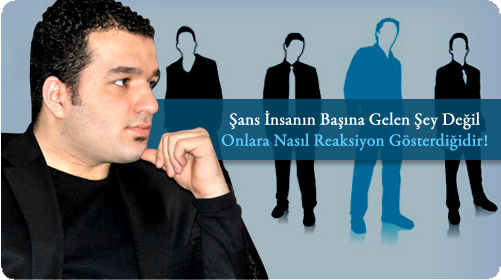 Şans İnsanın Başına Gelen Şey Değil
Onlara Nasıl Reaksiyon Gösterdiğidir!